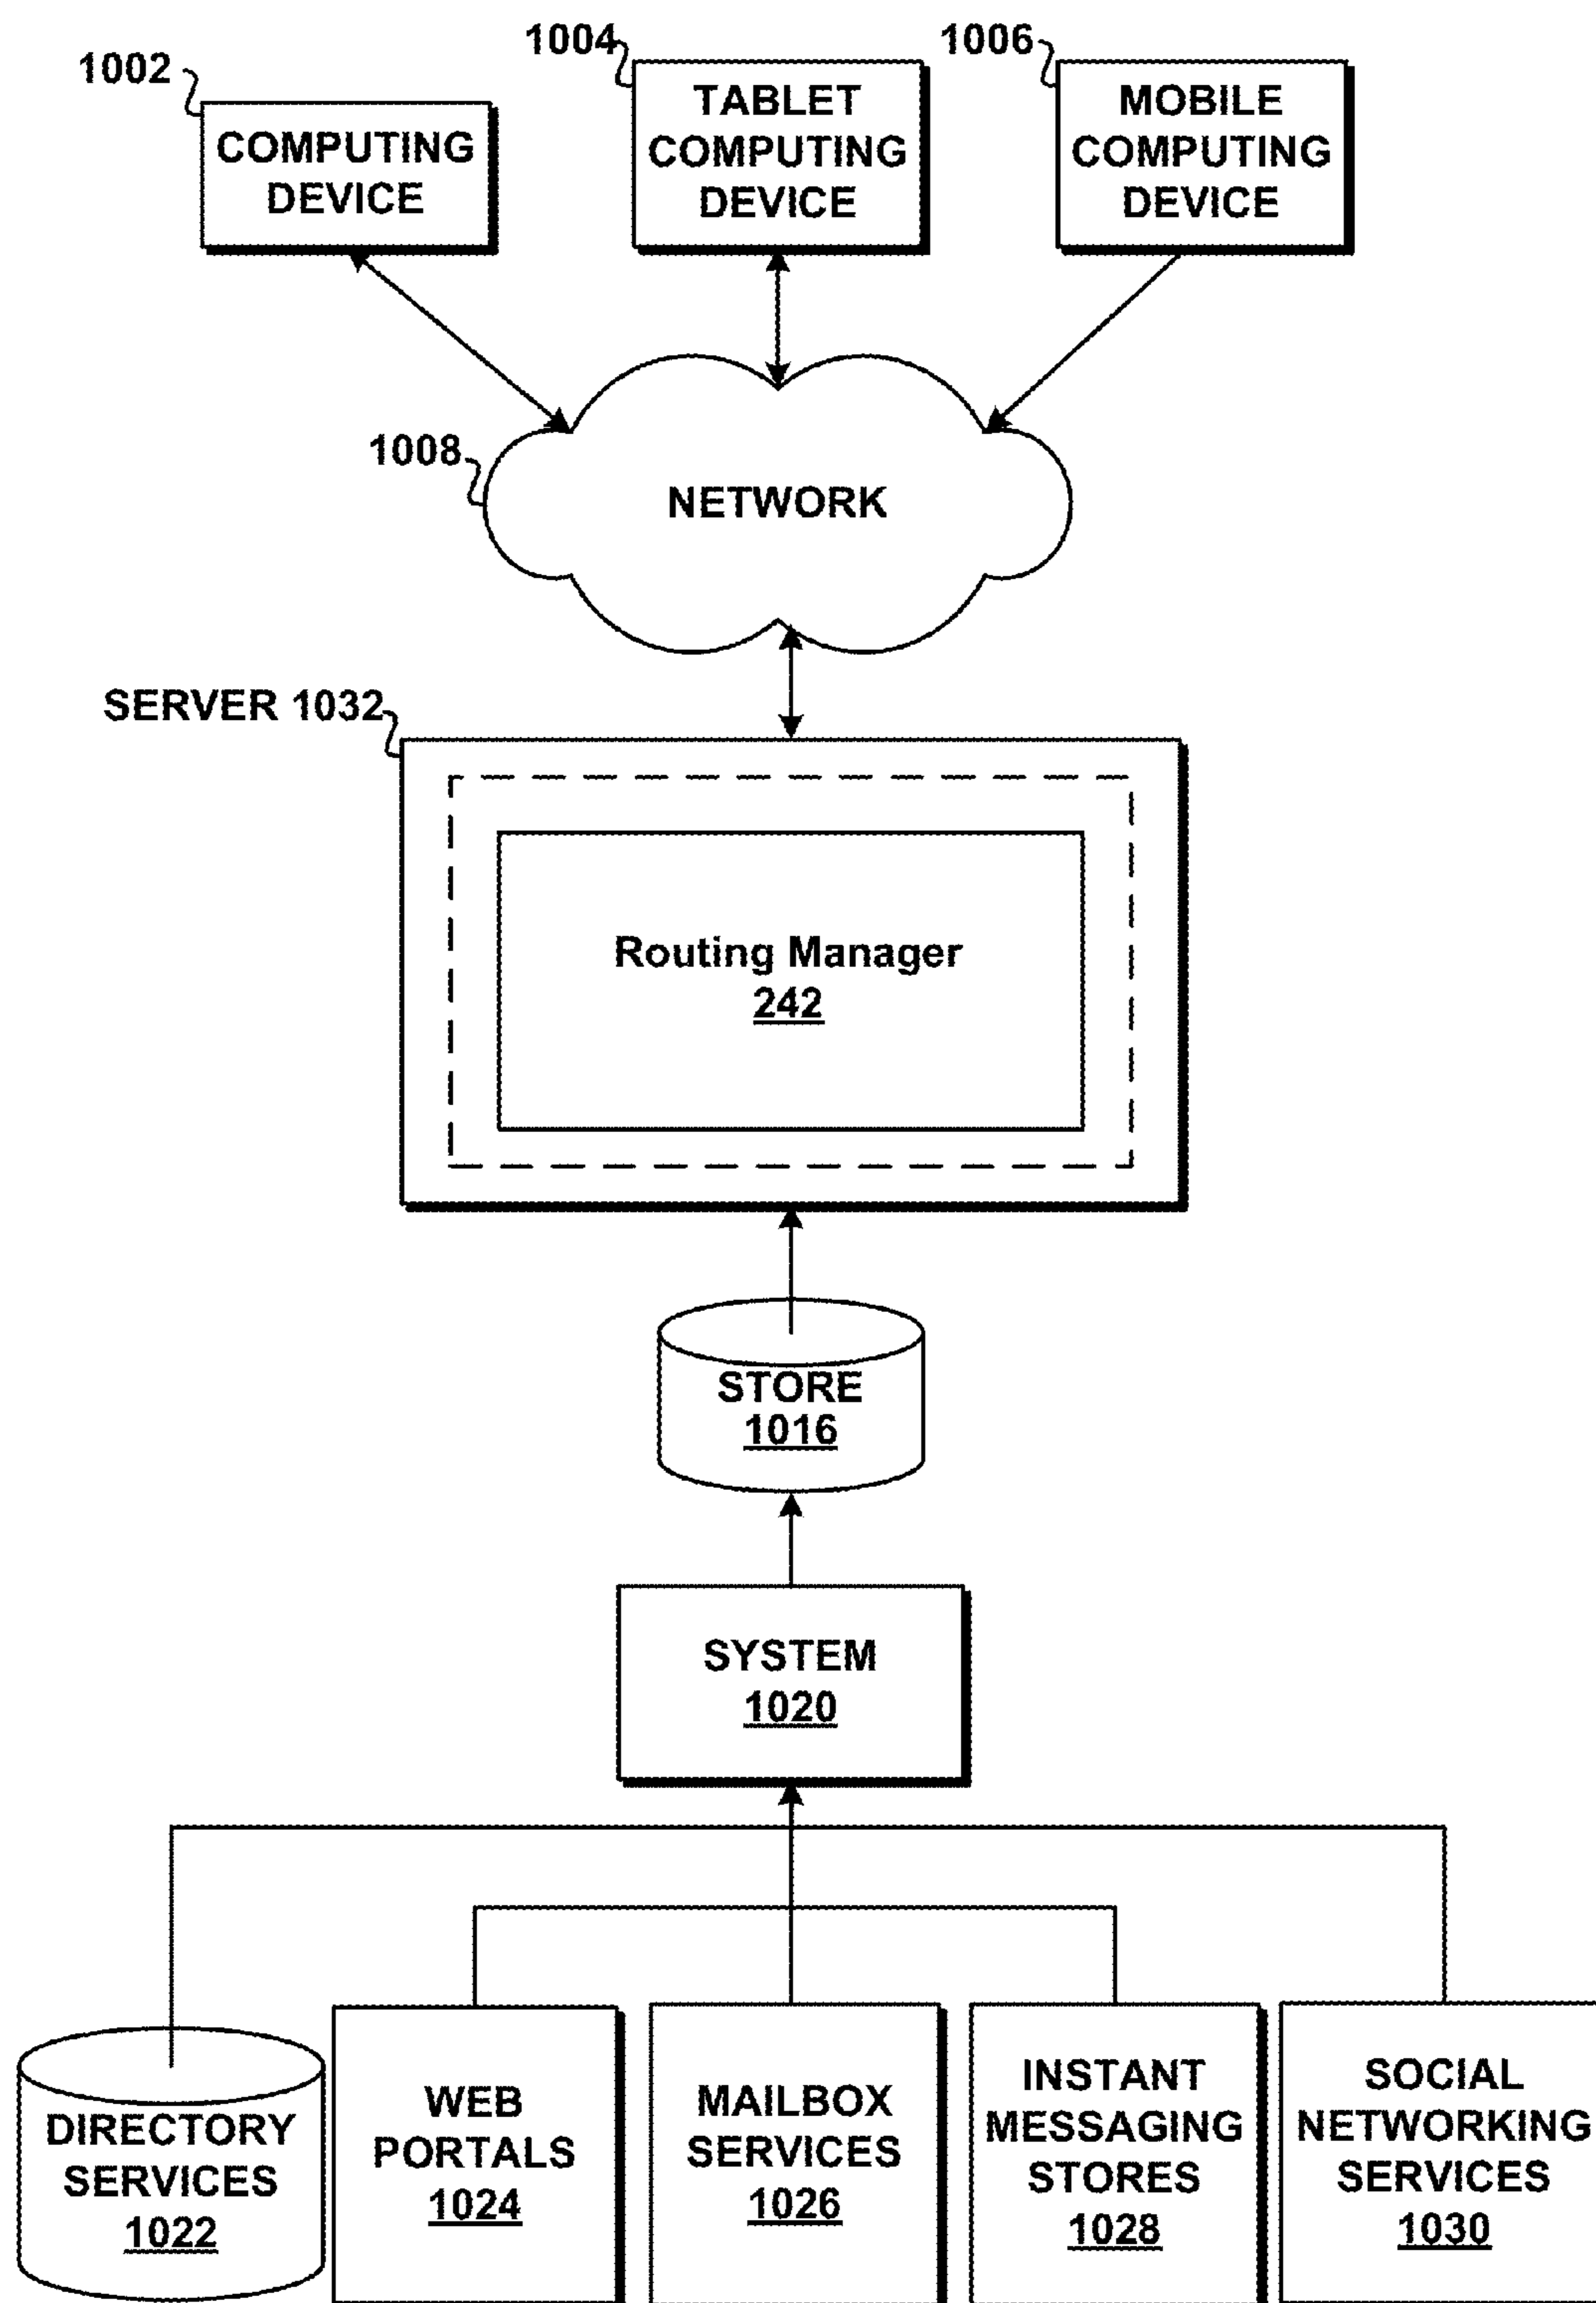 1002
COMPUTING
DEVICE
1004
TABLET
COMPUTING
DEVICE
1006
MOBILE
COMPUTING
DEVICE
1008
NETWORK
SERVER 1032
Routing Manager
242
STORE
1016
SYSTEM
1020
DIRECTORY
SERVICES
1022
WEB
PORTALS
1024
MAILBOX
SERVICES
1026
INSTANT
MESSAGING
STORES
1028
SOCIAL
NETWORKING
SERVICES
1030